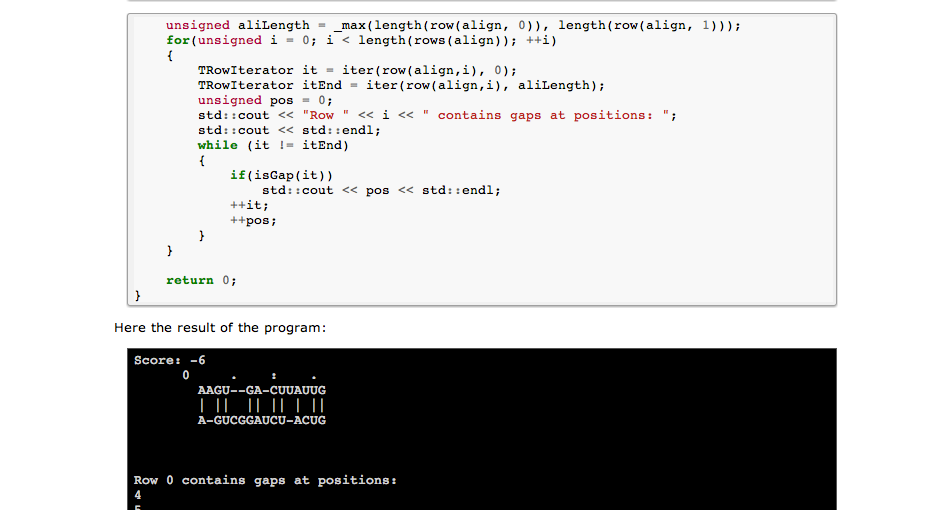 unsigned aliLength = _max(length(row(align, 0)), length(row(align, 1)));
for(unsigned i = 0; i < length(rows(align)); ++i)
{
TRowIterator it = iter(row(align,i), 0);
TRowIterator itEnd = iter(row(align,i), aliLength);
unsigned pos = 0;
std::cout << "Row " << i << " contains gaps at positions: ";
std::cout << std::endl;
while (it != itEnd)
{
if(isGap(it))
std::cout << pos << std::endl;
++it;
++pos;
}
}
return 0;
}
Here the result of the program:
Score: -6
0     .    :    .
AAGU--GA-CUUAUUG
| ||  || || | ||
A-GUCGGAUCU-ACUG
Row 0 contains gaps at positions:
4
5